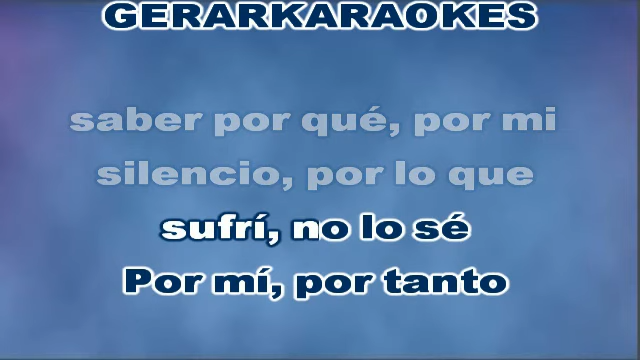 GERARKARAOKES
saber por qué, por mi
silencio, por lo que
sufrí, no lo sé
Por mí, por tanto